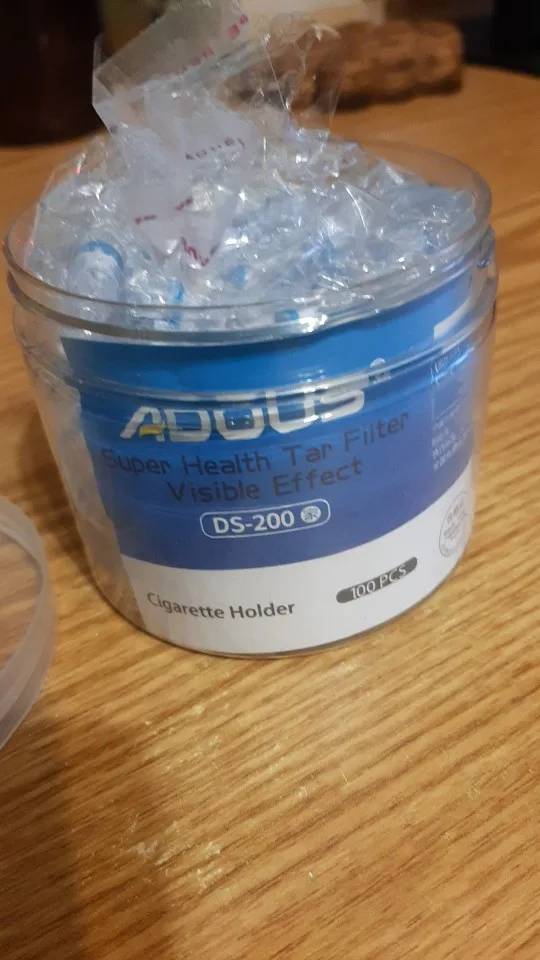 ADOUS
Super Health Tar Filter
Visible Effect
DS-200
Cigarette Holder
100 PCS